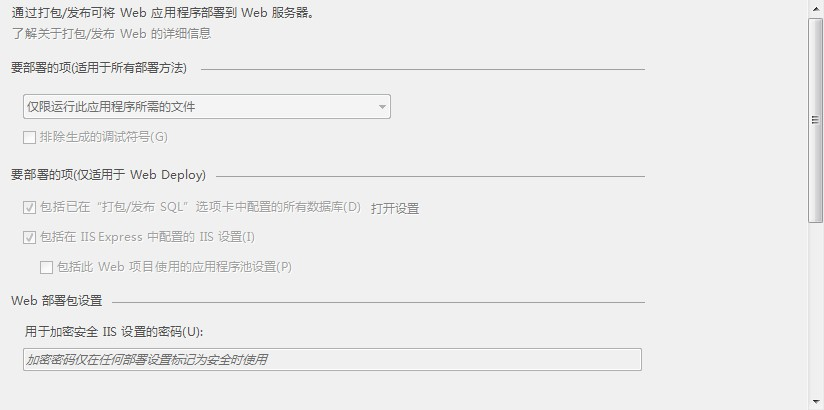 通过打包/发布可将 Web 应用程序部署到 Web 服务器。
了解关于打包/发布 Web 的详细信息
要部署的项(适用于所有部署方法)
仅限运行此应用程序所需的文件
排除生成的调试符号(G)
要部署的项(仅适用于 Web Deploy)
包括已在“打包/发布 SQL”选项卡中配置的所有数据库(D) 打开设置
包括在 IIS Express 中配置的 IIS 设置(I)
包括此 Web 项目使用的应用程序池设置(P)
Web 部署包设置
用于加密安全 IIS 设置的密码(U):
加密密码仅在任何部署设置标记为安全时使用